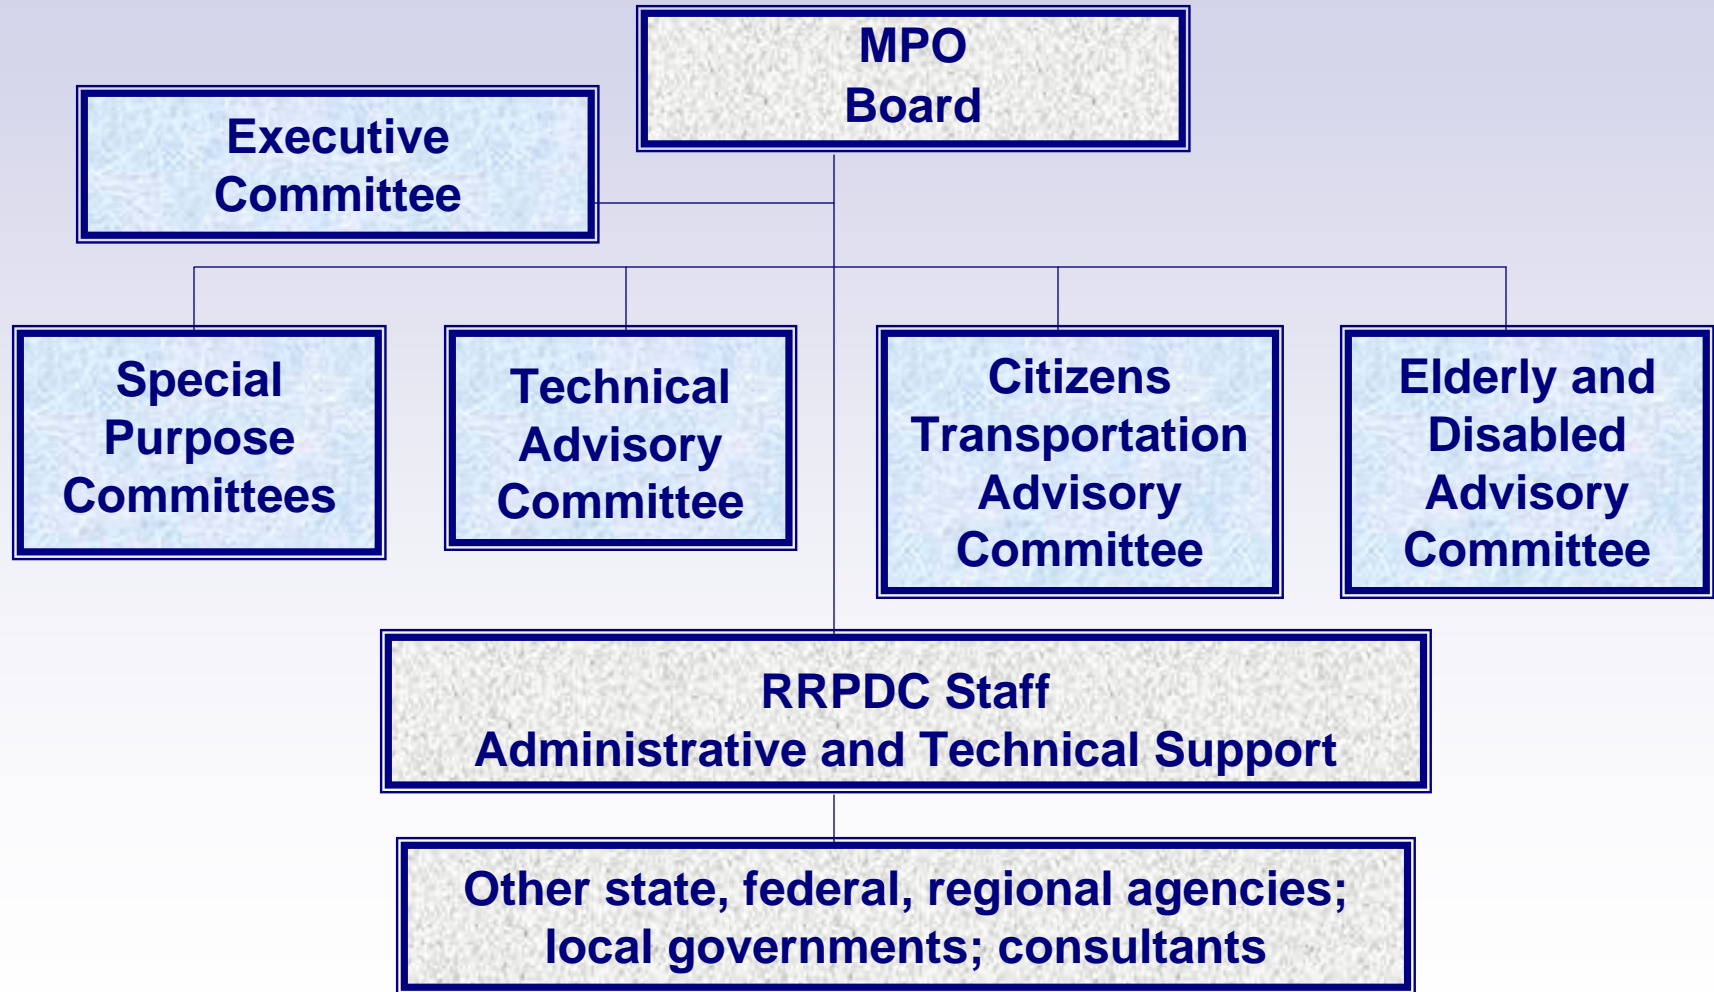 MPO
Board
Executive
Committee
Special
Purpose
Committees
Technical
Advisory
Committee
Citizens
Transportation
Advisory
Committee
Elderly and
Disabled
Advisory
Committee
RRPDC Staff
Administrative and Technical Support
Other state, federal, regional agencies;
local governments; consultants